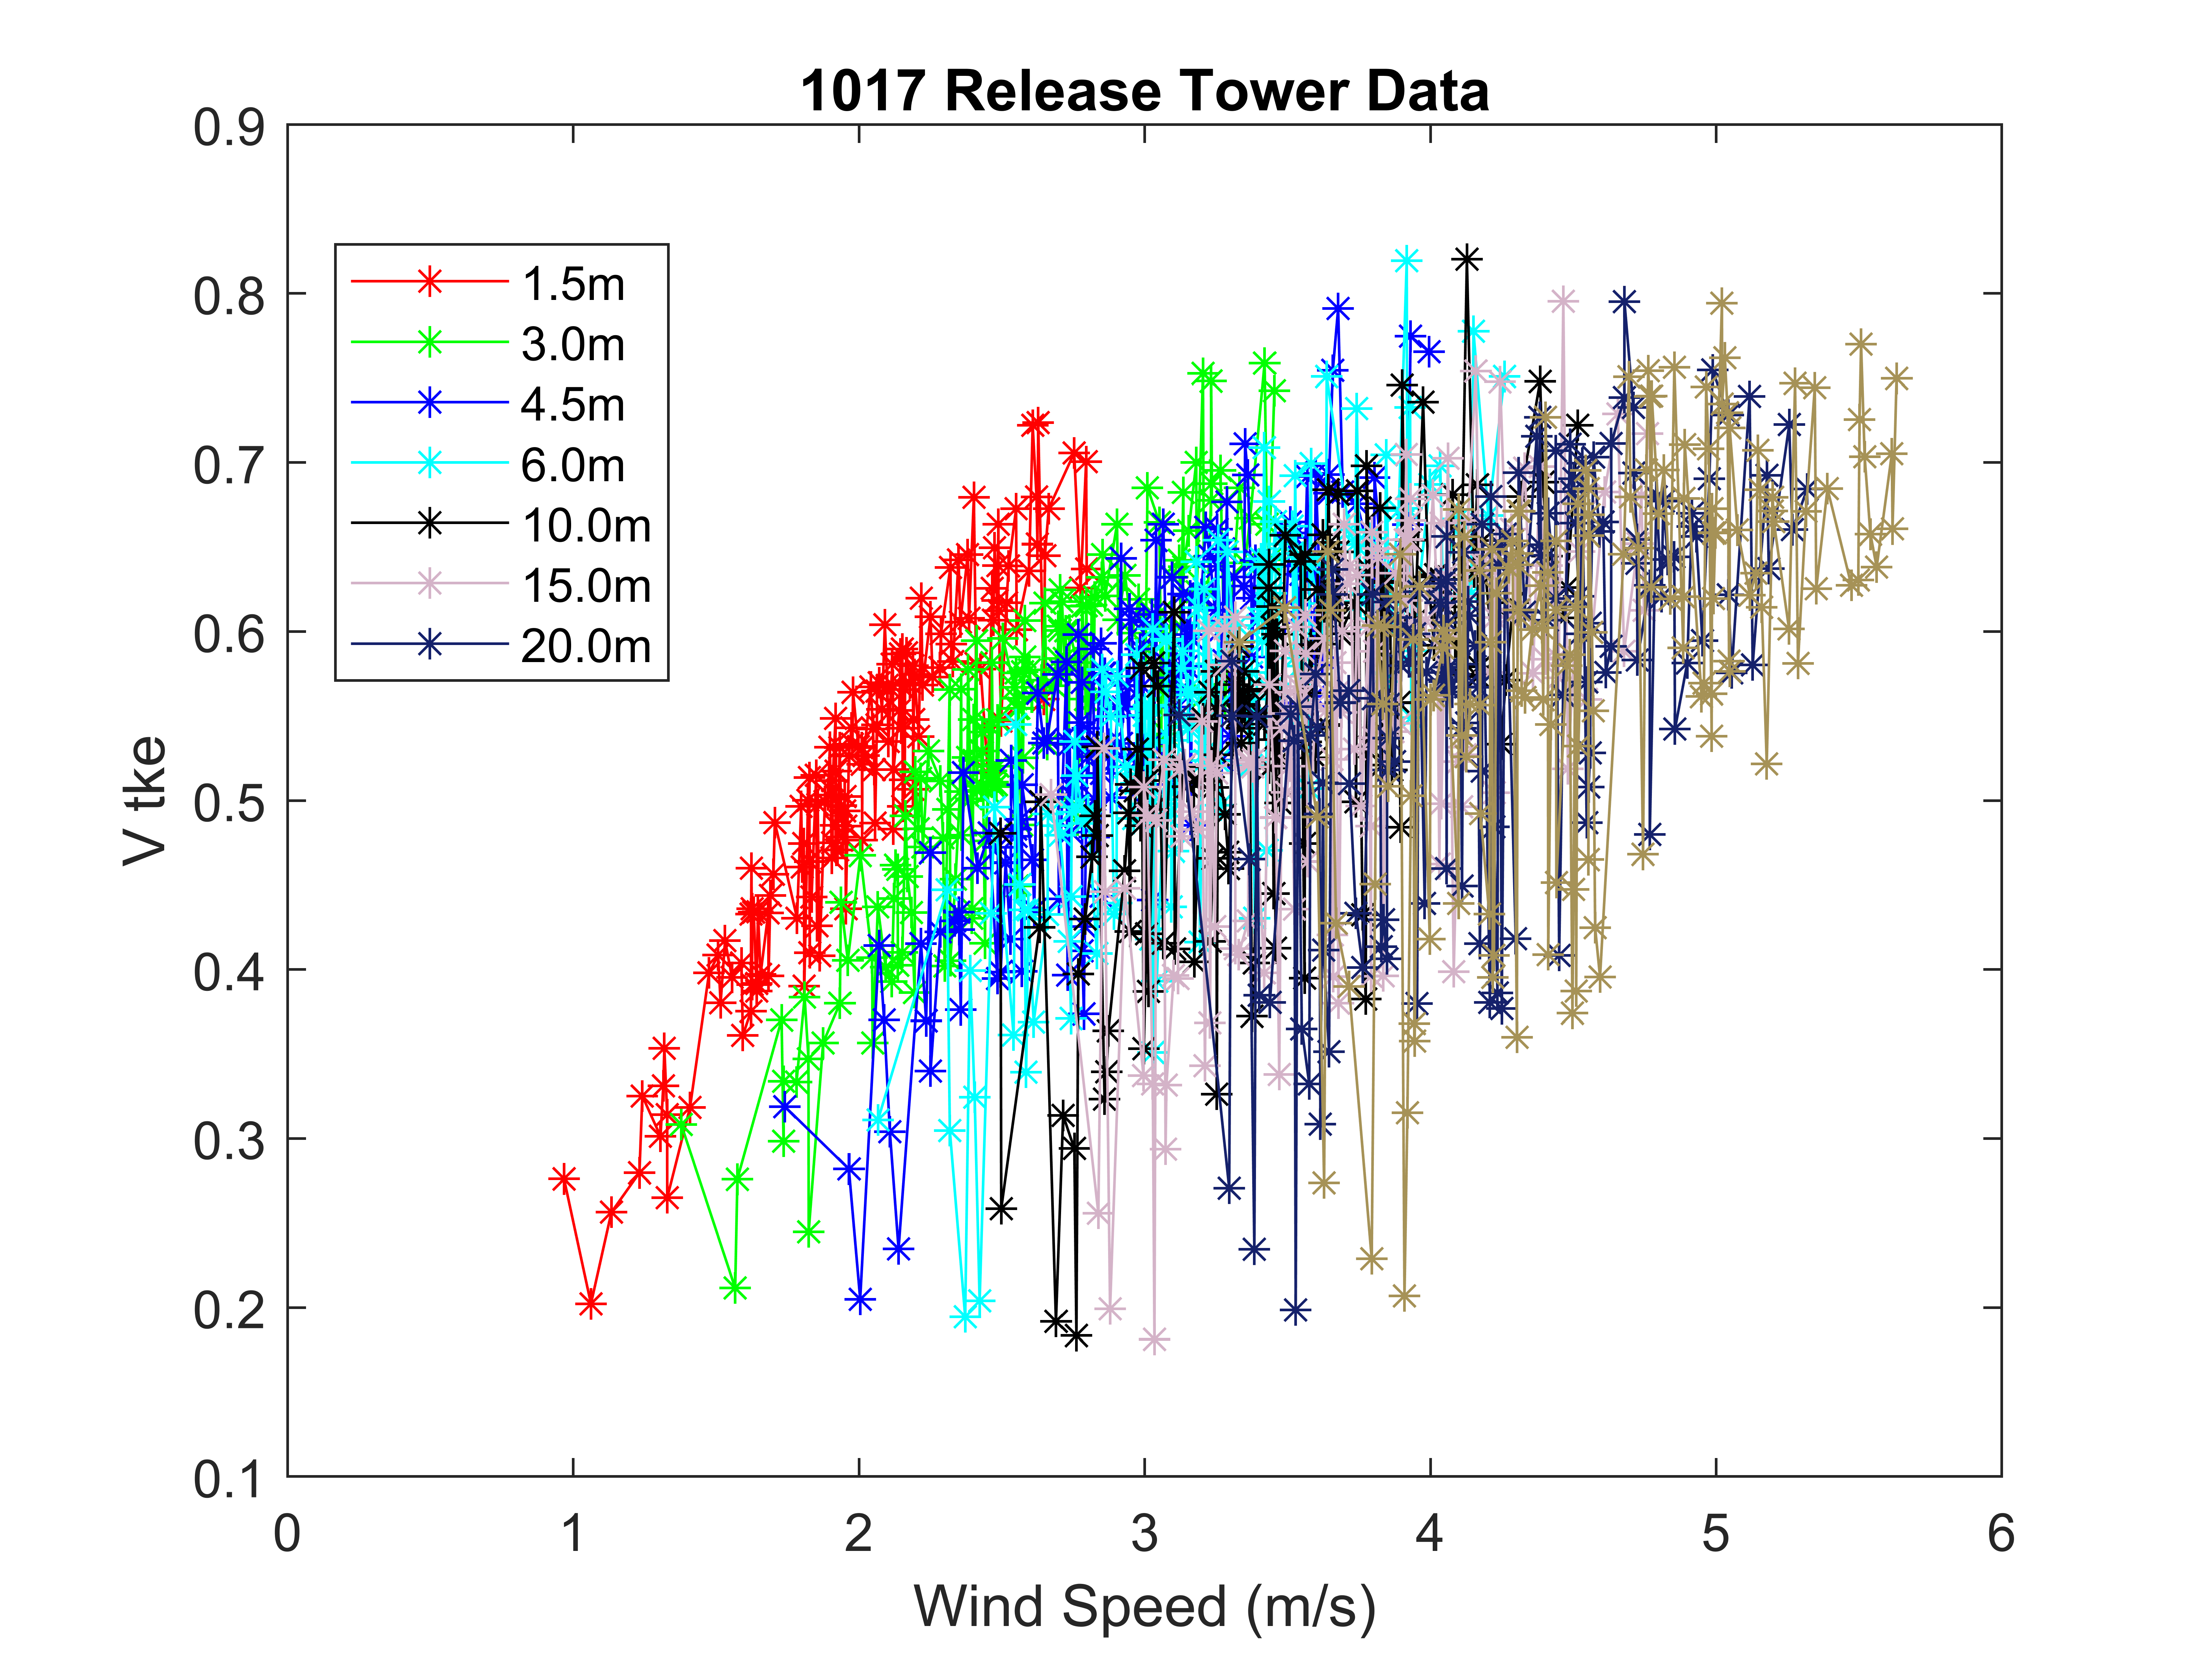 1017 Release Tower Data
0.9
0.8
0.7
0.6
0.5
0.4
0.3
0.2
0.1
V tke
1.5m
3.0m
4.5m
6.0m
10.0m
15.0m
20.0m
0 1 2 3 4 5 6
Wind Speed (m/s)